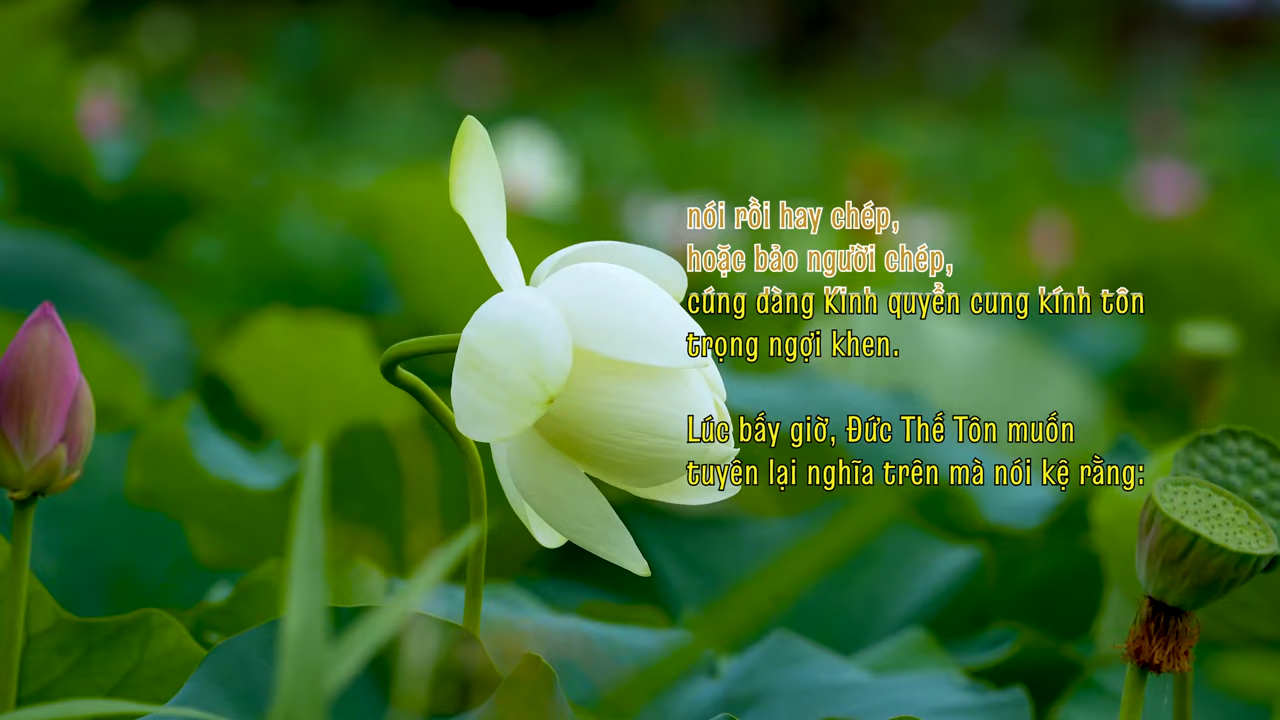 nói rồi hay chép,
hoặc bảo người chép,
cúng dàng Kinh quyển cung kính tôn
trọng ngợi khen.
Lúc bấy giờ, Đức Thế Tôn muốn
tuyên lại nghĩa trên mà nói kệ rằng: